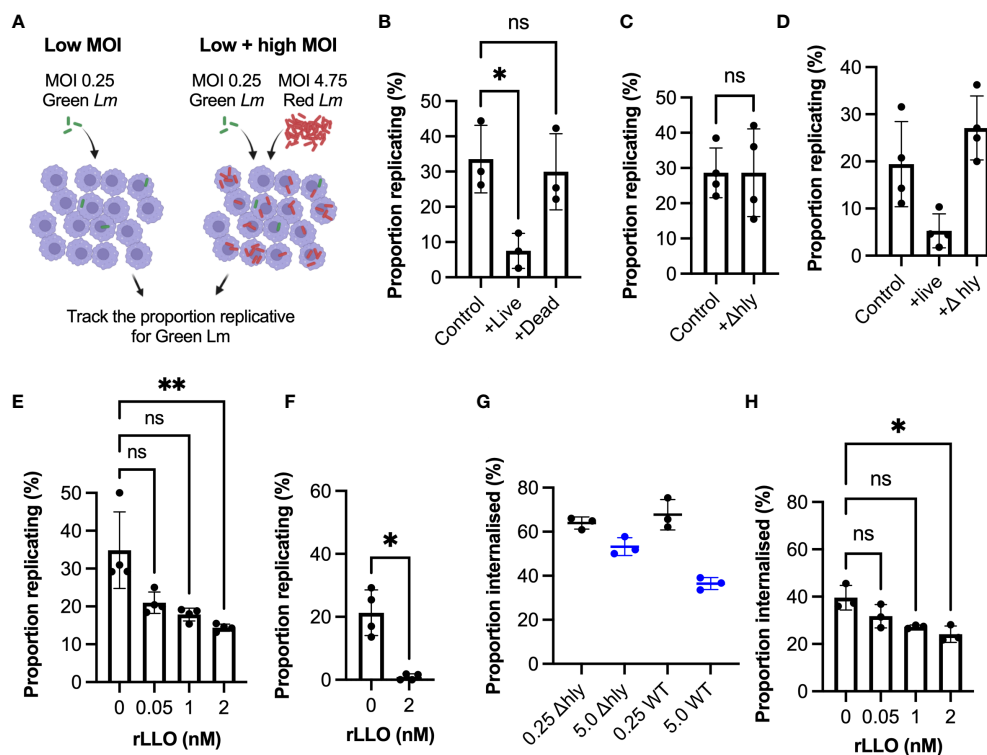 A
Low MOI
Low + high MOI
MOI 0.25
Green Lm
MOI 0.25
Green Lm
MOI 4.75
Red Lm
Track the proportion replicative
for Green Lm
B
ns
*
Proportion replicating (%)
50
40
30
20
10
0
Control
+Live
+Dead
C
ns
Proportion replicating (%)
50
40
30
20
10
0
Control
+Δhly
D
Proportion replicating (%)
40
30
20
10
0
Control
+live
+Δ hly
E
**
ns
ns
Proportion replicating (%)
50
40
30
20
10
0
0 0.05 1 2
rLLO (nM)
F
*
Proportion replicating (%)
60
40
20
0
0 2
rLLO (nM)
G
Proportion internalised (%)
80
60
40
20
0
0.25 Δhly
5.0 Δhly
0.25 WT
5.0 WT
H
*
ns
ns
Proportion internalised (%)
80
60
40
20
0
0 0.05 1 2
rLLO (nM)